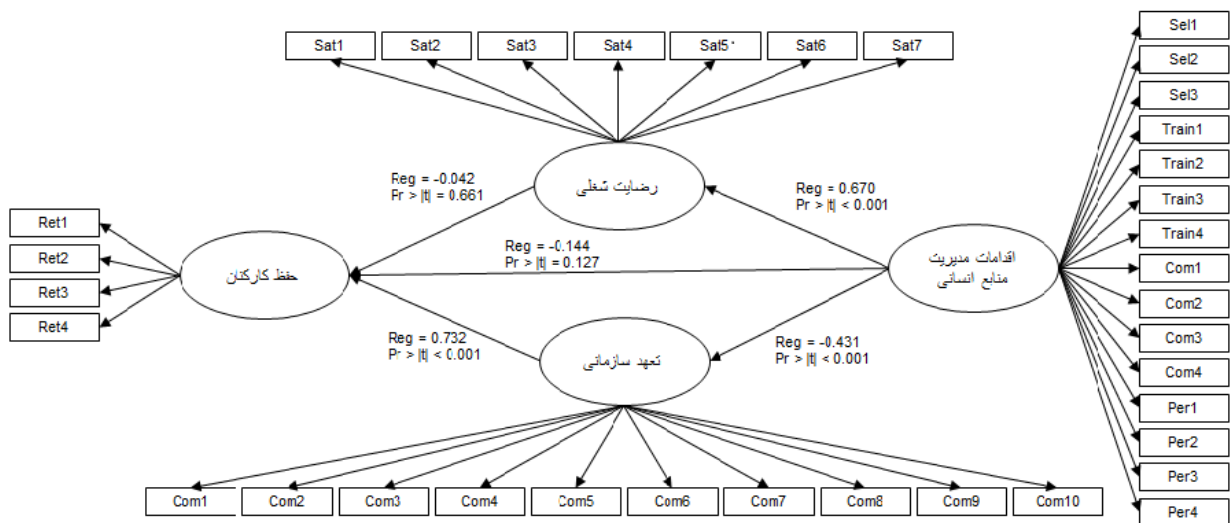 Sat1 Sat2 Sat3 Sat4 Sat5 Sat6 Sat7
Sel1
Sel2
Sel3
Train1
Train2
Train3
Train4
Com1
Com2
Com3
Com4
Per1
Per2
Per3
Per4
رضایت شغلی
Reg = -0.042
Pr > |t| = 0.661
Reg = 0.670
Pr > |t| < 0.001
Ret1
Ret2
Ret3
Ret4
حفظ کارکنان
Reg = -0.144
Pr > |t| = 0.127
اقدامات مدیریت
منابع انسانی
Reg = 0.732
Pr > |t| < 0.001
تعهد سازمانی
Reg = -0.431
Pr > |t| < 0.001
Com1 Com2 Com3 Com4 Com5 Com6 Com7 Com8 Com9 Com10